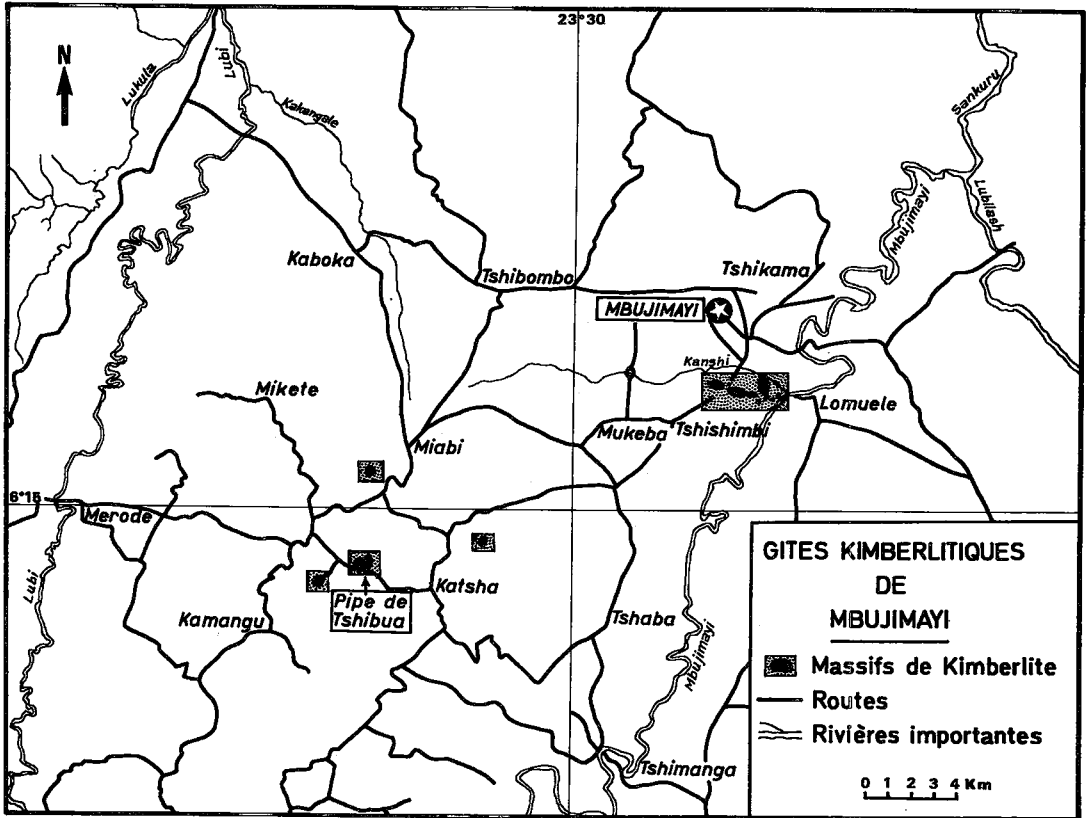 23°30
N
Lukula
Lubi
Kakangale
Sankuru
Mbujimayi
Lubilash
Kaboka
Tshibombo
Tshikama
MBUJIMAYI
Kanshi
Mikete
Lomuele
Miabi
Mukeba
Tshishimbi
6°15
Merode
Lubi
Katsha
Pipe de
Tshibua
Kamangu
Tshaba
Mbujimayi
Tshimanga
GITES KIMBERLITIQUES
DE
MBUJIMAYI
Massifs de Kimberlite
Routes
Rivières importantes
0 1 2 3 4 Km